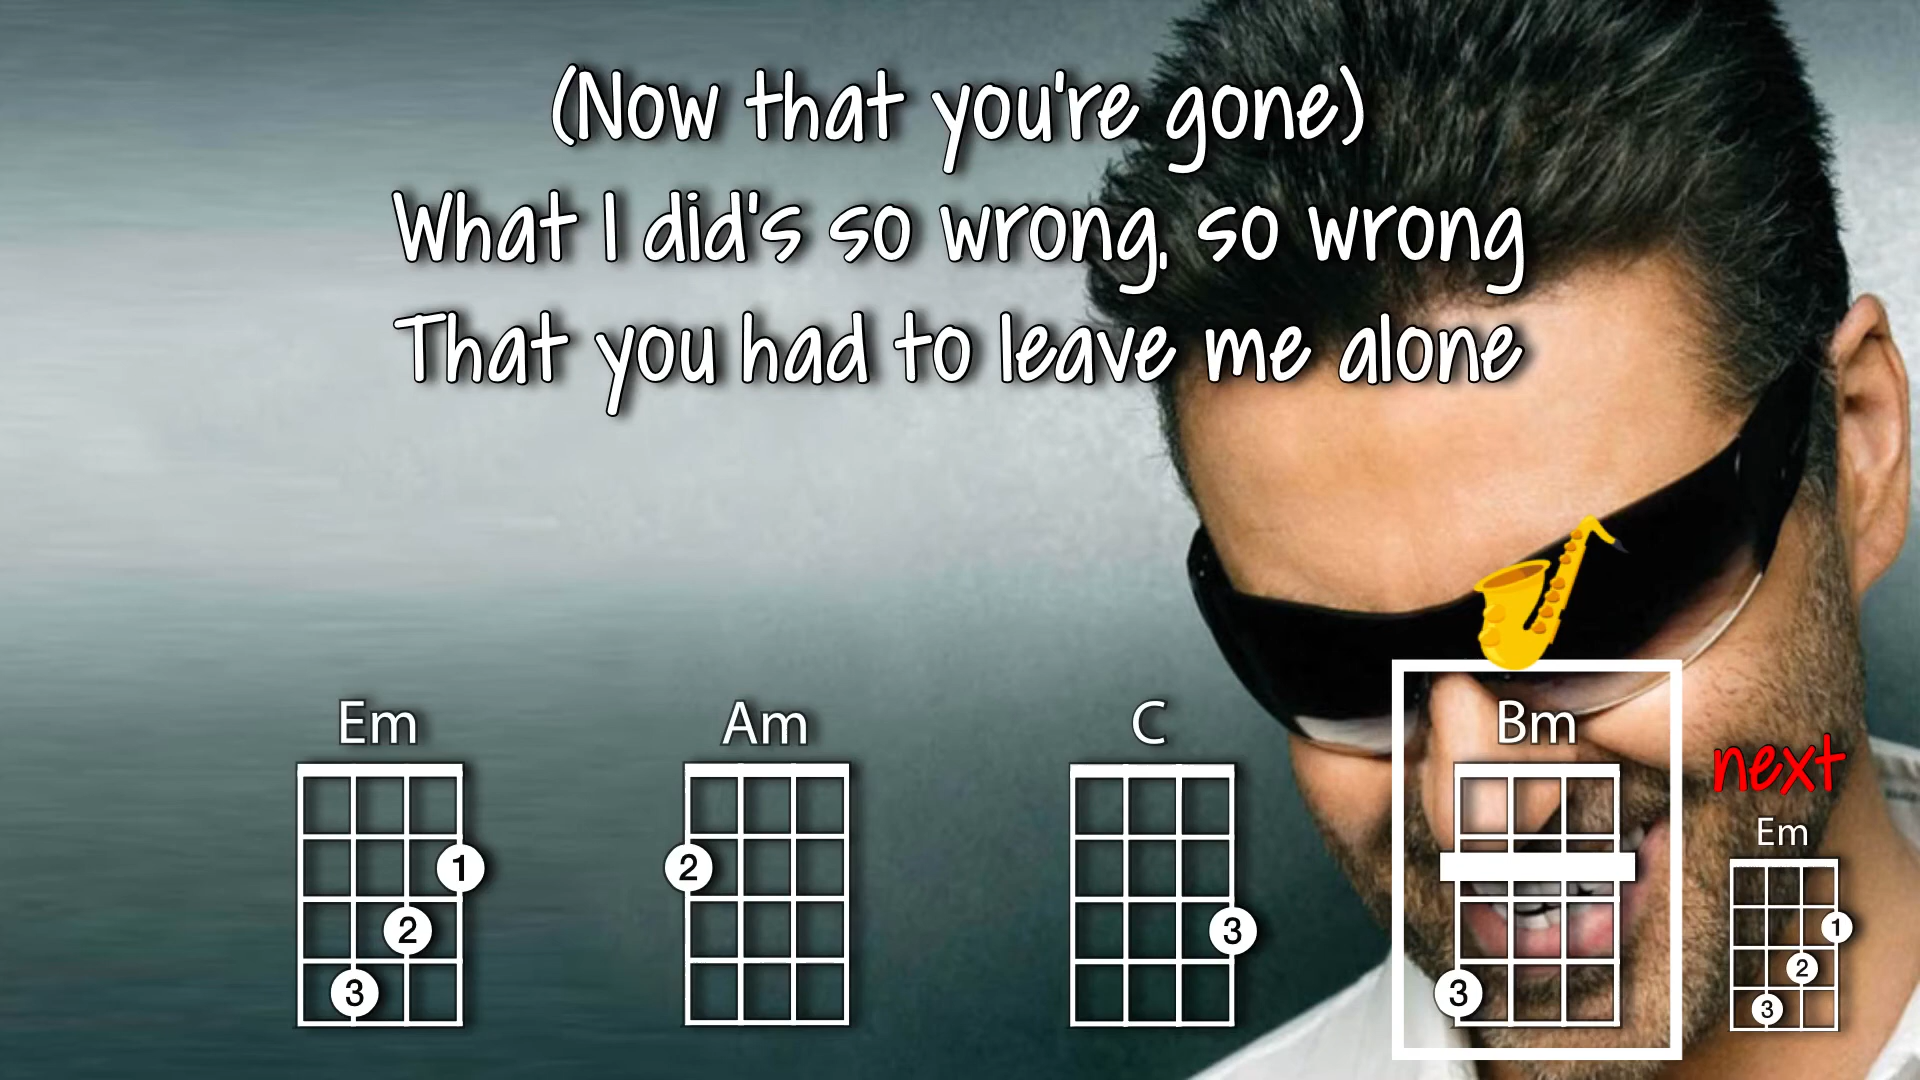 (Now that you're gone)
What I did's so wrong, so wrong
That you had to leave me alone
Em
Am
C
Bm
next
Em
1
2
3
2
3
3
1
2
3